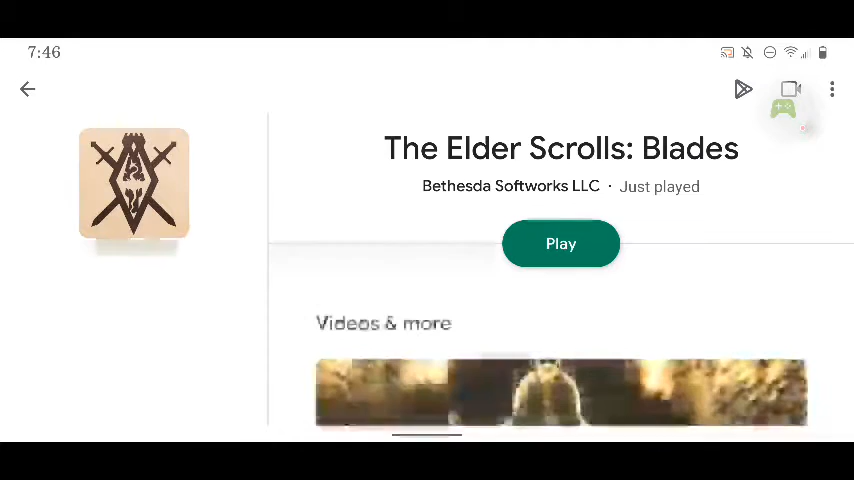 7:46
The Elder Scrolls: Blades
Bethesda Softworks LLC · Just played
Play
Videos & more